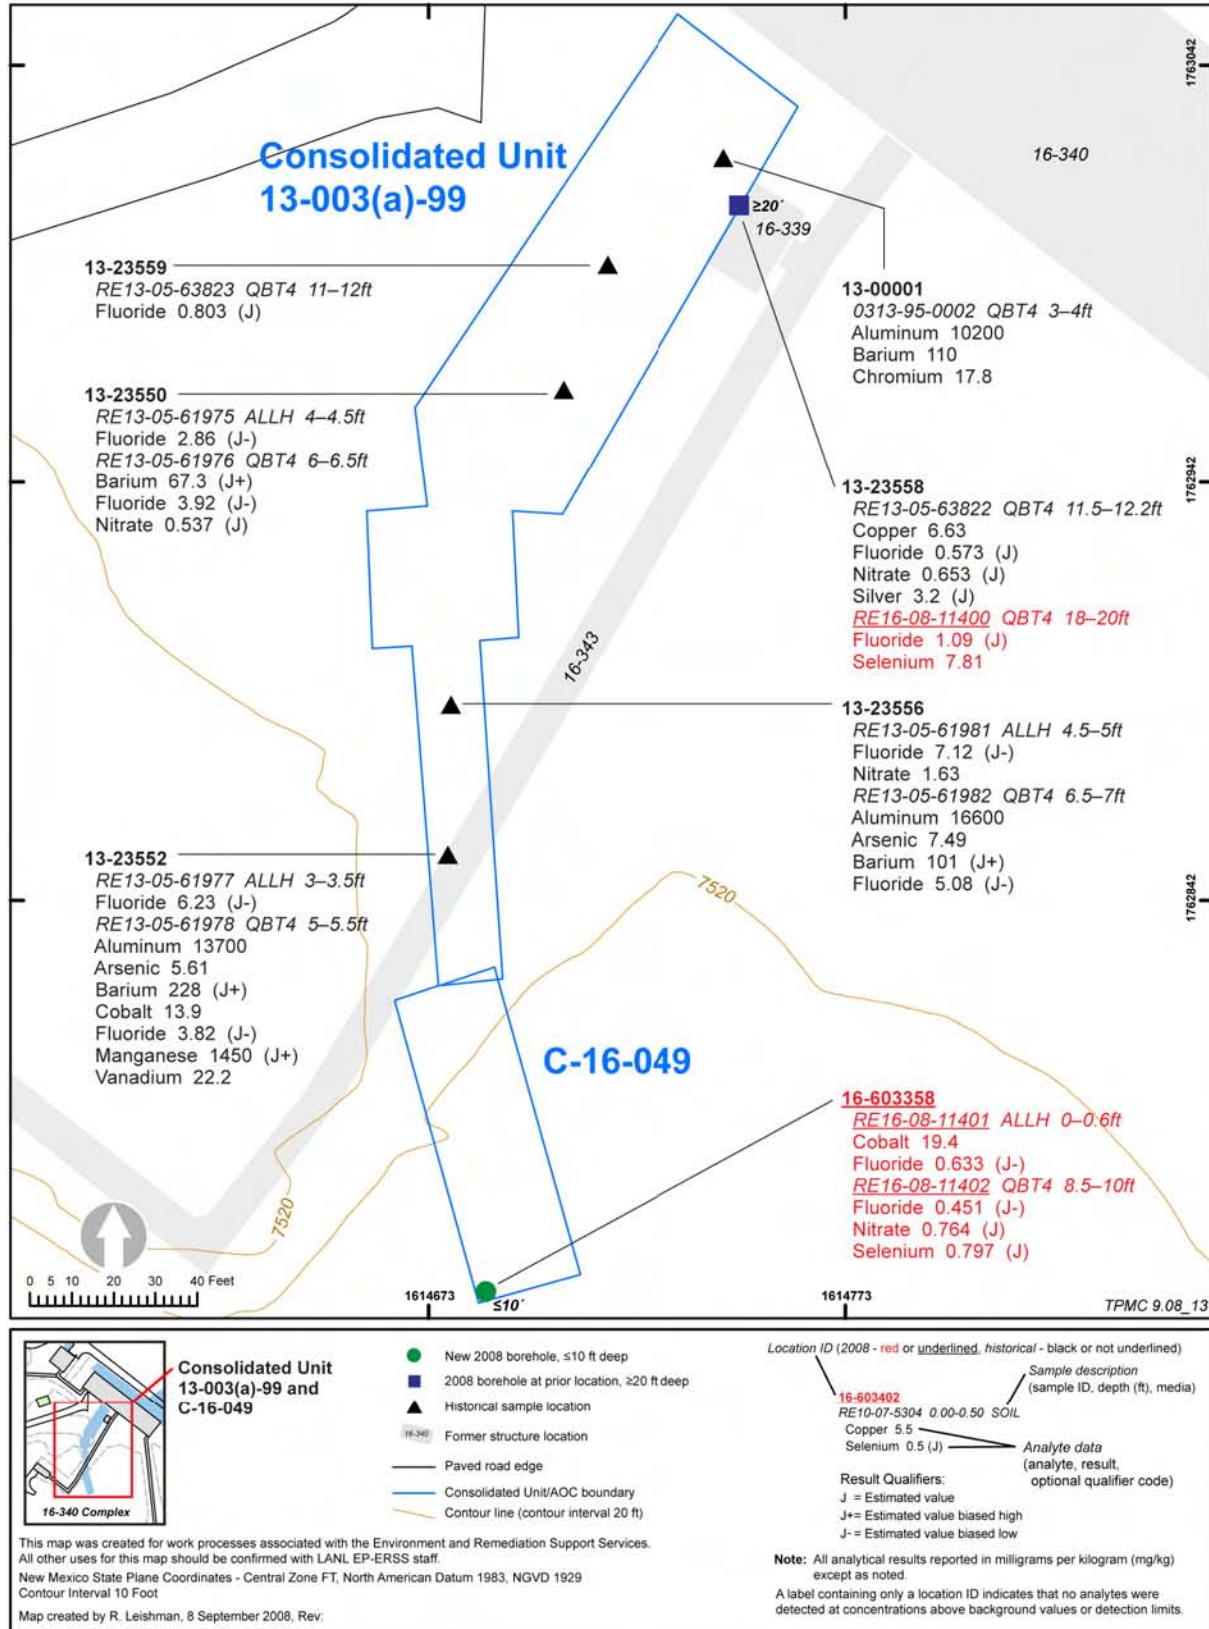 1763042
Consolidated Unit
13-003(a)-99
16-340
≥20'
16-339
13-23559
RE13-05-63823 QBT4 11–12ft
Fluoride 0.803 (J)
13-00001
0313-95-0002 QBT4 3–4ft
Aluminum 10200
Barium 110
Chromium 17.8
13-23550
RE13-05-61975 ALLH 4–4.5ft
Fluoride 2.86 (J-)
RE13-05-61976 QBT4 6–6.5ft
Barium 67.3 (J+)
Fluoride 3.92 (J-)
Nitrate 0.537 (J)
1762942
13-23558
RE13-05-63822 QBT4 11.5–12.2ft
Copper 6.63
Fluoride 0.573 (J)
Nitrate 0.653 (J)
Silver 3.2 (J)
RE16-08-11400 QBT4 18–20ft
Fluoride 1.09 (J)
Selenium 7.81
16-343
13-23556
RE13-05-61981 ALLH 4.5–5ft
Fluoride 7.12 (J-)
Nitrate 1.63
RE13-05-61982 QBT4 6.5–7ft
Aluminum 16600
Arsenic 7.49
Barium 101 (J+)
Fluoride 5.08 (J-)
13-23552
RE13-05-61977 ALLH 3–3.5ft
Fluoride 6.23 (J-)
RE13-05-61978 QBT4 5–5.5ft
Aluminum 13700
Arsenic 5.61
Barium 228 (J+)
Cobalt 13.9
Fluoride 3.82 (J-)
Manganese 1450 (J+)
Vanadium 22.2
7520
1762842
C-16-049
16-603358
RE16-08-11401 ALLH 0–0.6ft
Cobalt 19.4
Fluoride 0.633 (J-)
RE16-08-11402 QBT4 8.5–10ft
Fluoride 0.451 (J-)
Nitrate 0.764 (J)
Selenium 0.797 (J)
7520
0 5 10 20 30 40 Feet
1614673
≤10'
1614773
TPMC 9.08_13
Consolidated Unit
13-003(a)-99 and
C-16-049
16-340 Complex
New 2008 borehole, ≤10 ft deep
2008 borehole at prior location, ≥20 ft deep
Historical sample location
16-340 Former structure location
Paved road edge
Consolidated Unit/AOC boundary
Contour line (contour interval 20 ft)
Location ID (2008 - red or underlined, historical - black or not underlined)
Sample description
(sample ID, depth (ft), media)
16-603402
RE10-07-5304 0.00-0.50 SOIL
Copper 5.5
Selenium 0.5 (J)
Analyte data
(analyte, result,
optional qualifier code)
Result Qualifiers:
J = Estimated value
J+= Estimated value biased high
J-= Estimated value biased low
Note: All analytical results reported in milligrams per kilogram (mg/kg)
except as noted.
A label containing only a location ID indicates that no analytes were
detected at concentrations above background values or detection limits.
This map was created for work processes associated with the Environment and Remediation Support Services.
All other uses for this map should be confirmed with LANL EP-ERSS staff.
New Mexico State Plane Coordinates - Central Zone FT, North American Datum 1983, NGVD 1929
Contour Interval 10 Foot
Map created by R. Leishman, 8 September 2008, Rev: